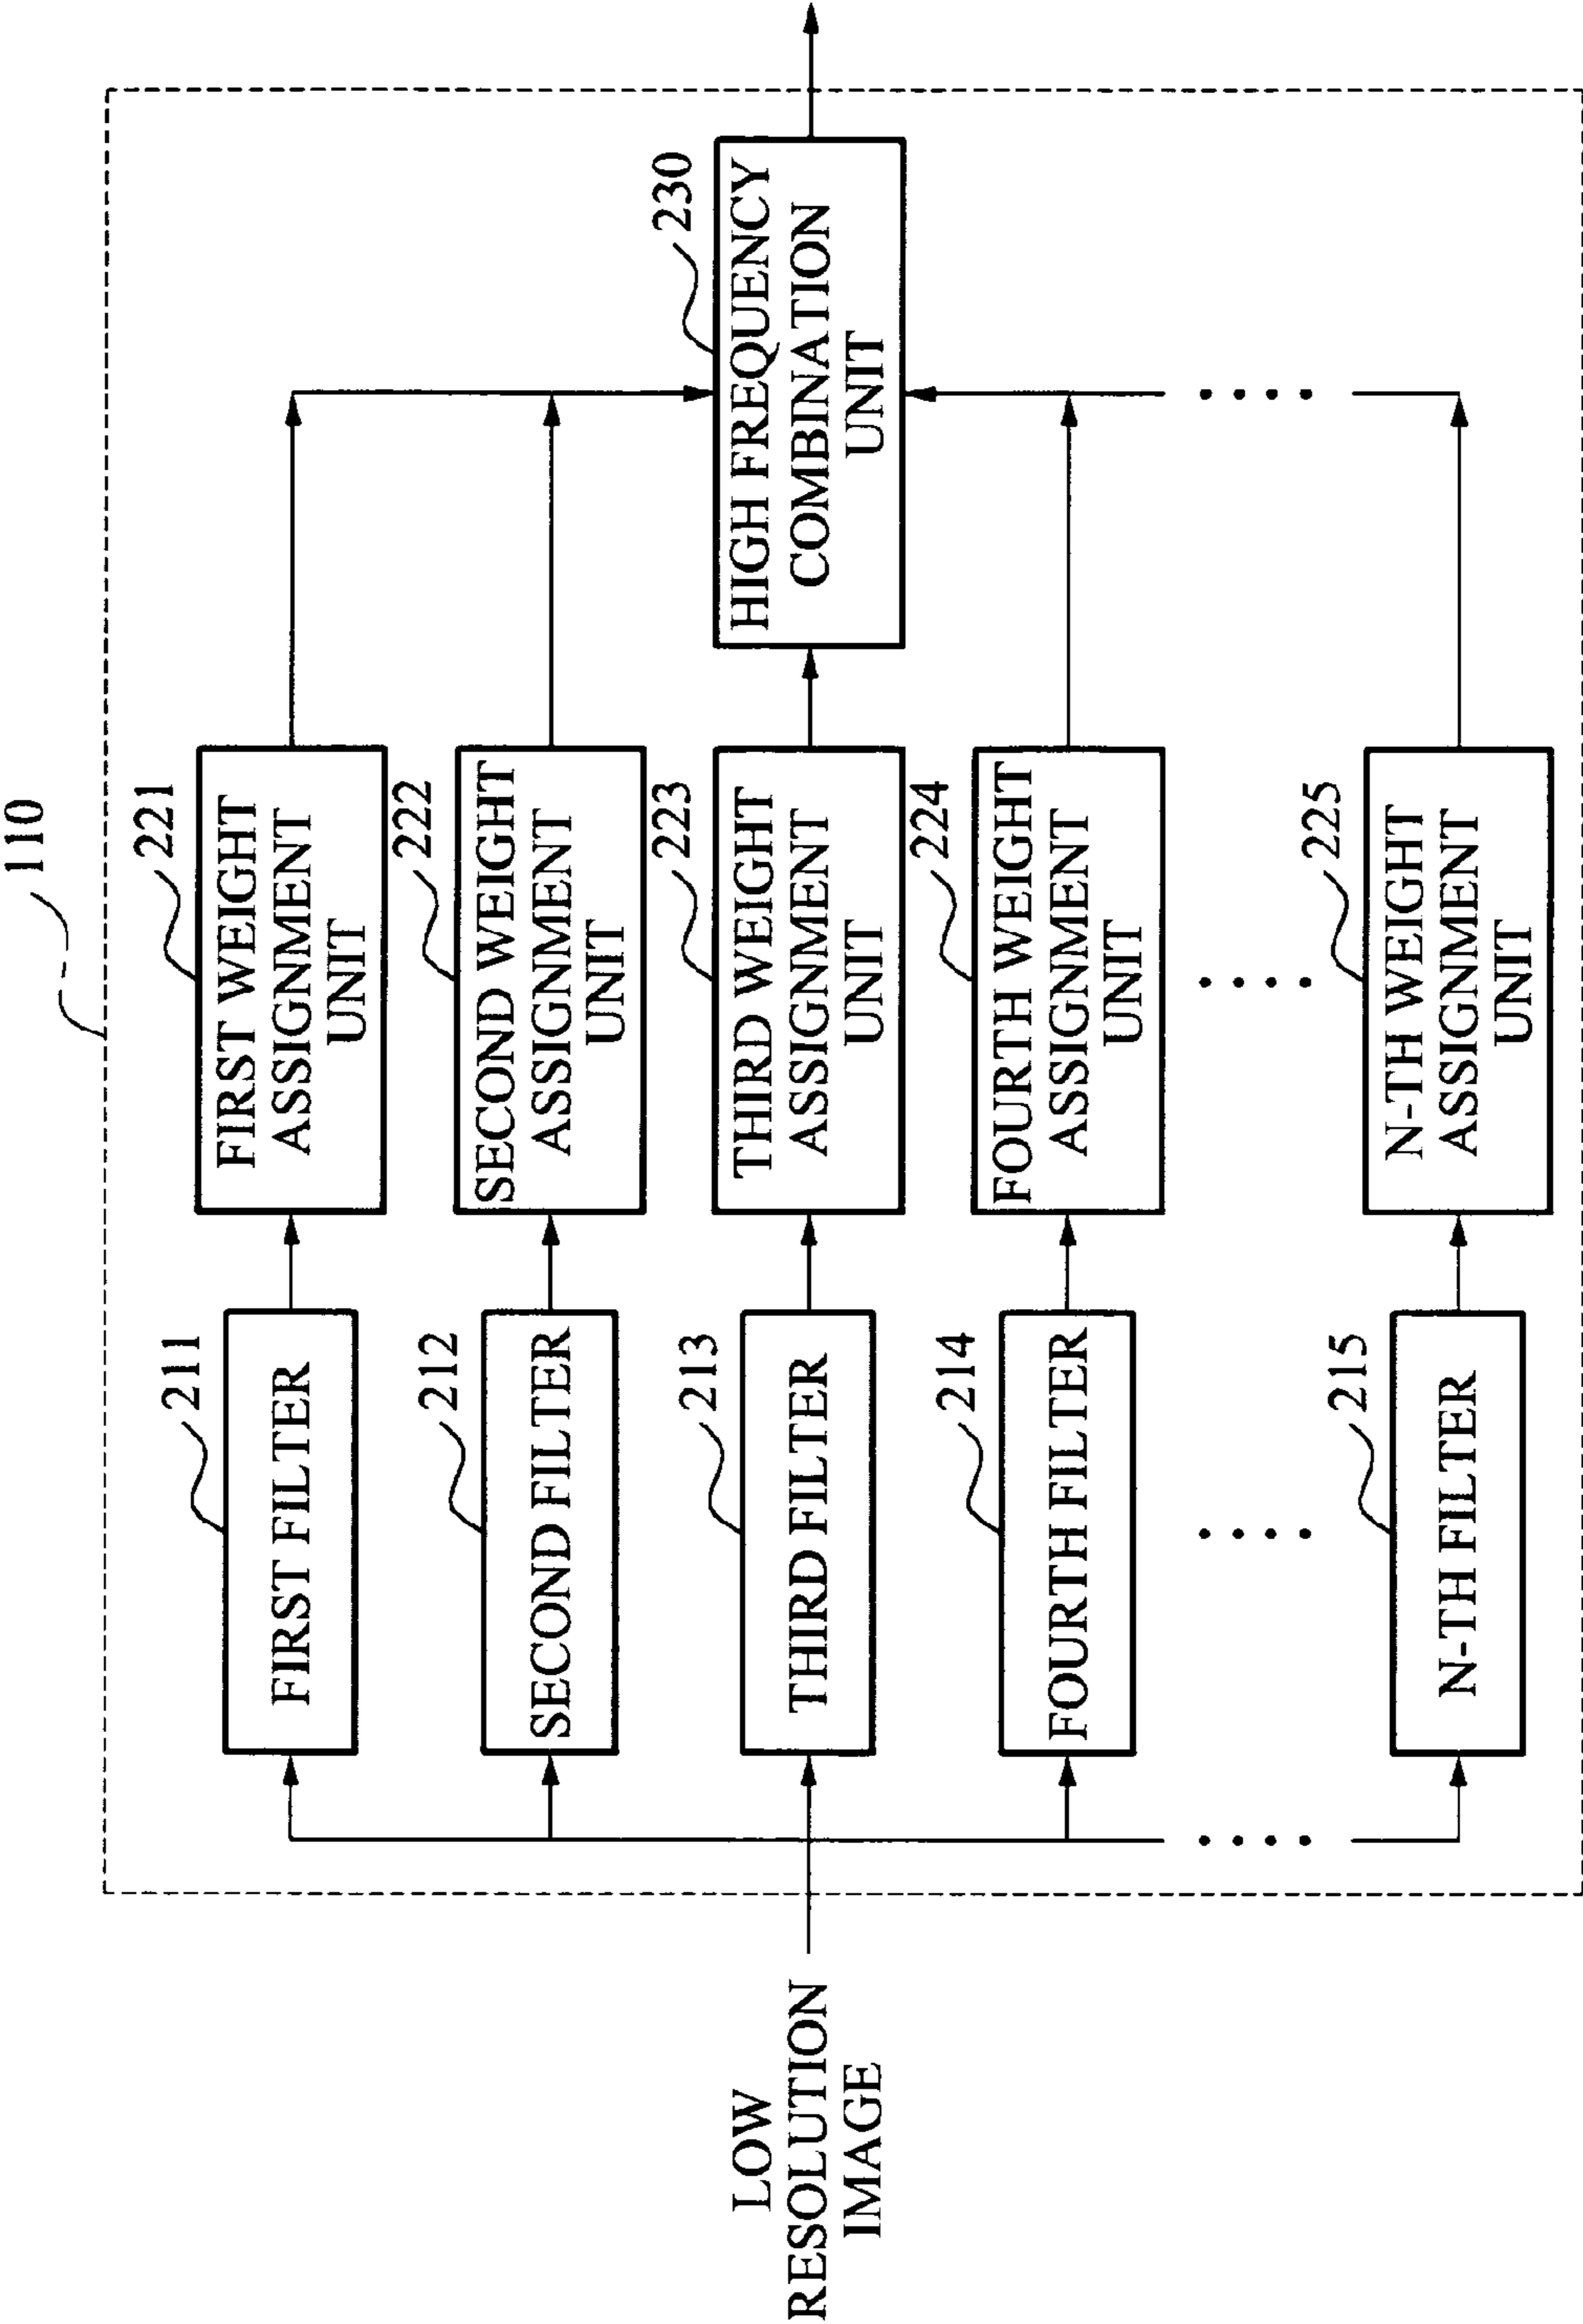 110
LOW
RESOLUTION
IMAGE
211
FIRST FILTER
221
FIRST WEIGHT
ASSIGNMENT
UNIT
212
SECOND FILTER
222
SECOND WEIGHT
ASSIGNMENT
UNIT
213
THIRD FILTER
223
THIRD WEIGHT
ASSIGNMENT
UNIT
230
HIGH FREQUENCY
COMBINATION
UNIT
214
FOURTH FILTER
224
FOURTH WEIGHT
ASSIGNMENT
UNIT
215
N-TH FILTER
225
N-TH WEIGHT
ASSIGNMENT
UNIT